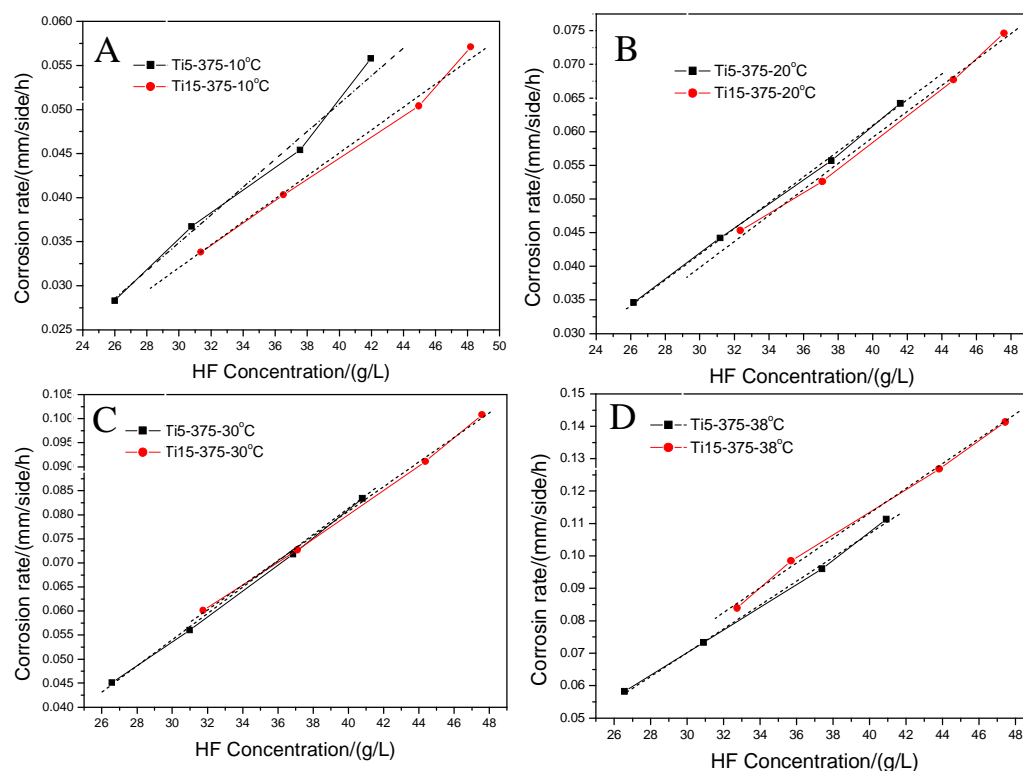 A
Ti5-375-10°C
Ti15-375-10°C
Corrosion rate/(mm/side/h)
0.060
0.055
0.050
0.045
0.040
0.035
0.030
0.025
24 26 28 30 32 34 36 38 40 42 44 46 48 50
HF Concentration/(g/L)
B
Ti5-375-20°C
Ti15-375-20°C
Corrosion rate/(mm/side/h)
0.075
0.070
0.065
0.060
0.055
0.050
0.045
0.040
0.035
0.030
24 26 28 30 32 34 36 38 40 42 44 46 48
HF Concentration/(g/L)
C
Ti5-375-30°C
Ti15-375-30°C
Corrosion rate/(mm/side/h)
0.105
0.100
0.095
0.090
0.085
0.080
0.075
0.070
0.065
0.060
0.055
0.050
0.045
0.040
26 28 30 32 34 36 38 40 42 44 46 48
HF Concentration/(g/L)
D
Ti5-375-38°C
Ti15-375-38°C
Corrosin rate/(mm/side/h)
0.15
0.14
0.13
0.12
0.11
0.10
0.09
0.08
0.07
0.06
0.05
26 28 30 32 34 36 38 40 42 44 46 48
HF Concentration/(g/L)